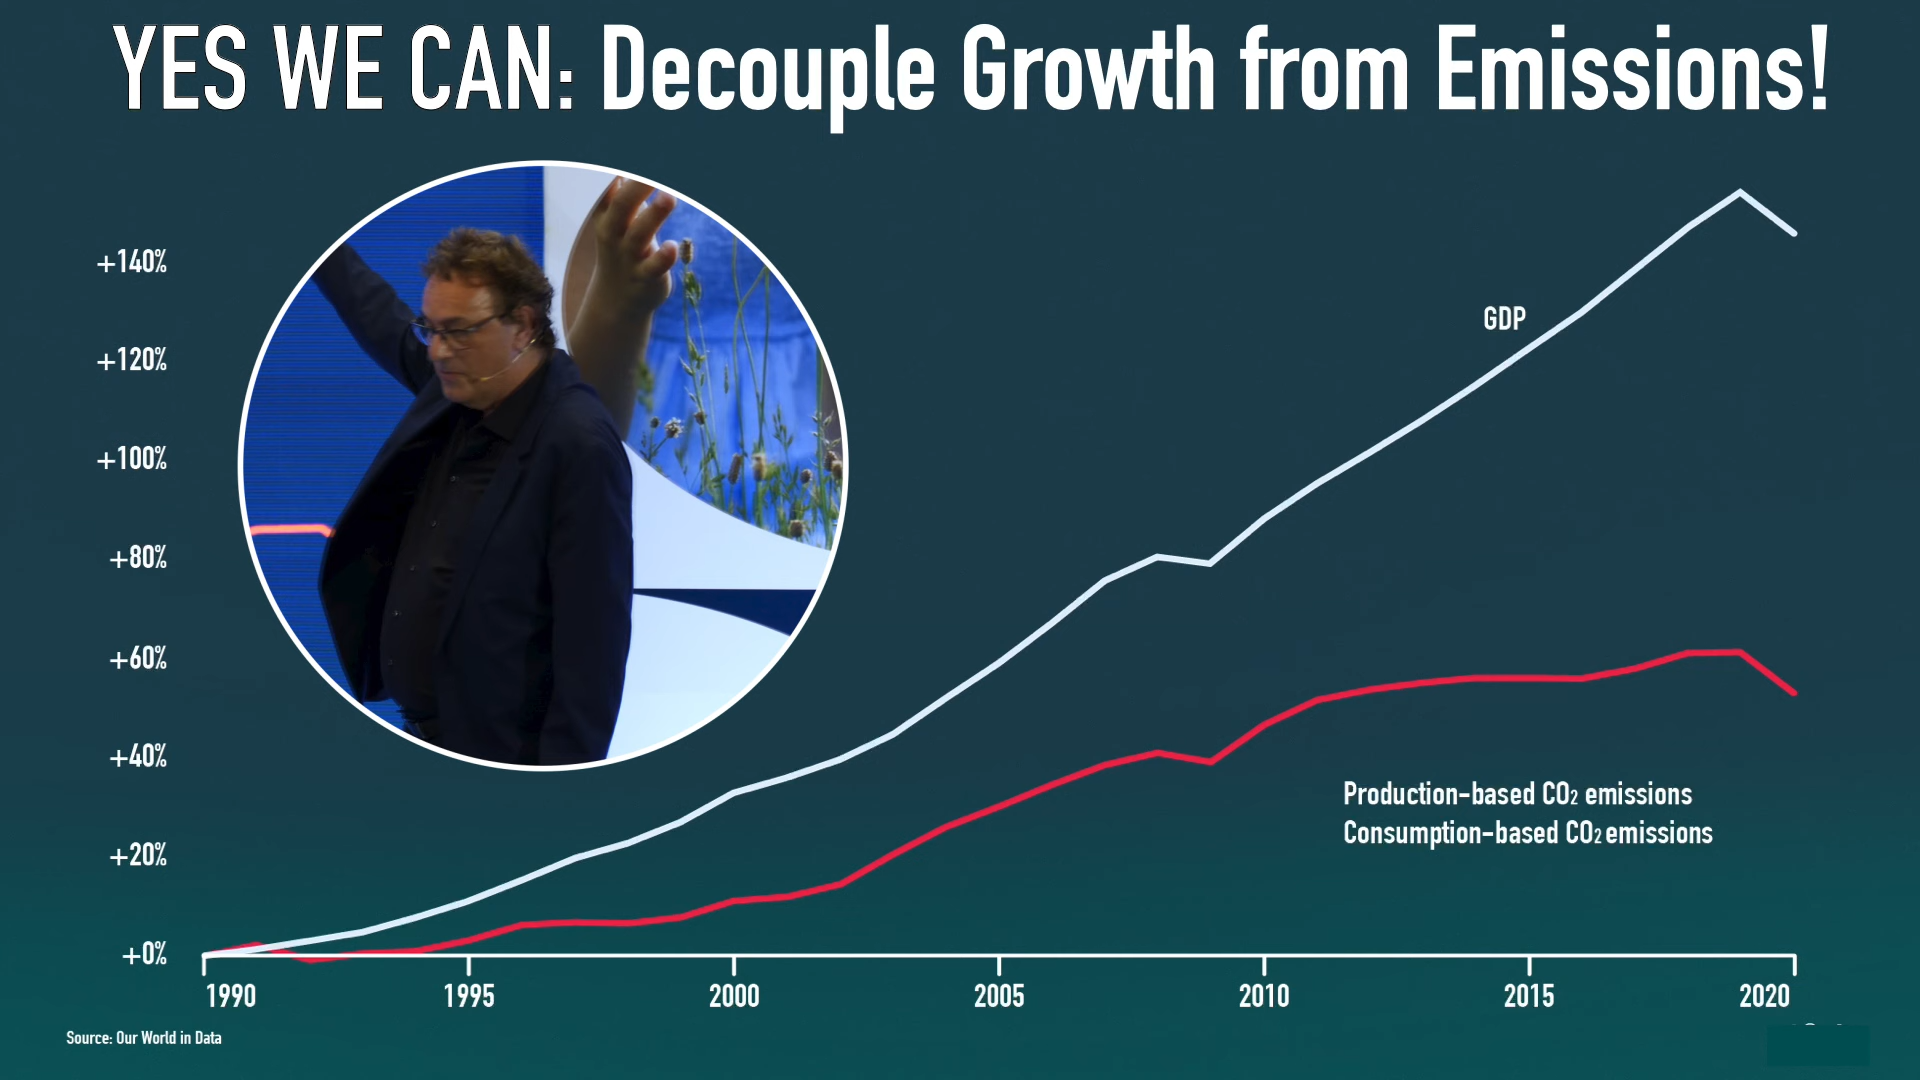 YES WE CAN: Decouple Growth from Emissions!
+140%
+120%
+100%
+80%
+60%
+40%
+20%
+0%
GDP
Production-based CO₂ emissions
Consumption-based CO₂ emissions
1990 1995 2000 2005 2010 2015 2020
Source: Our World in Data